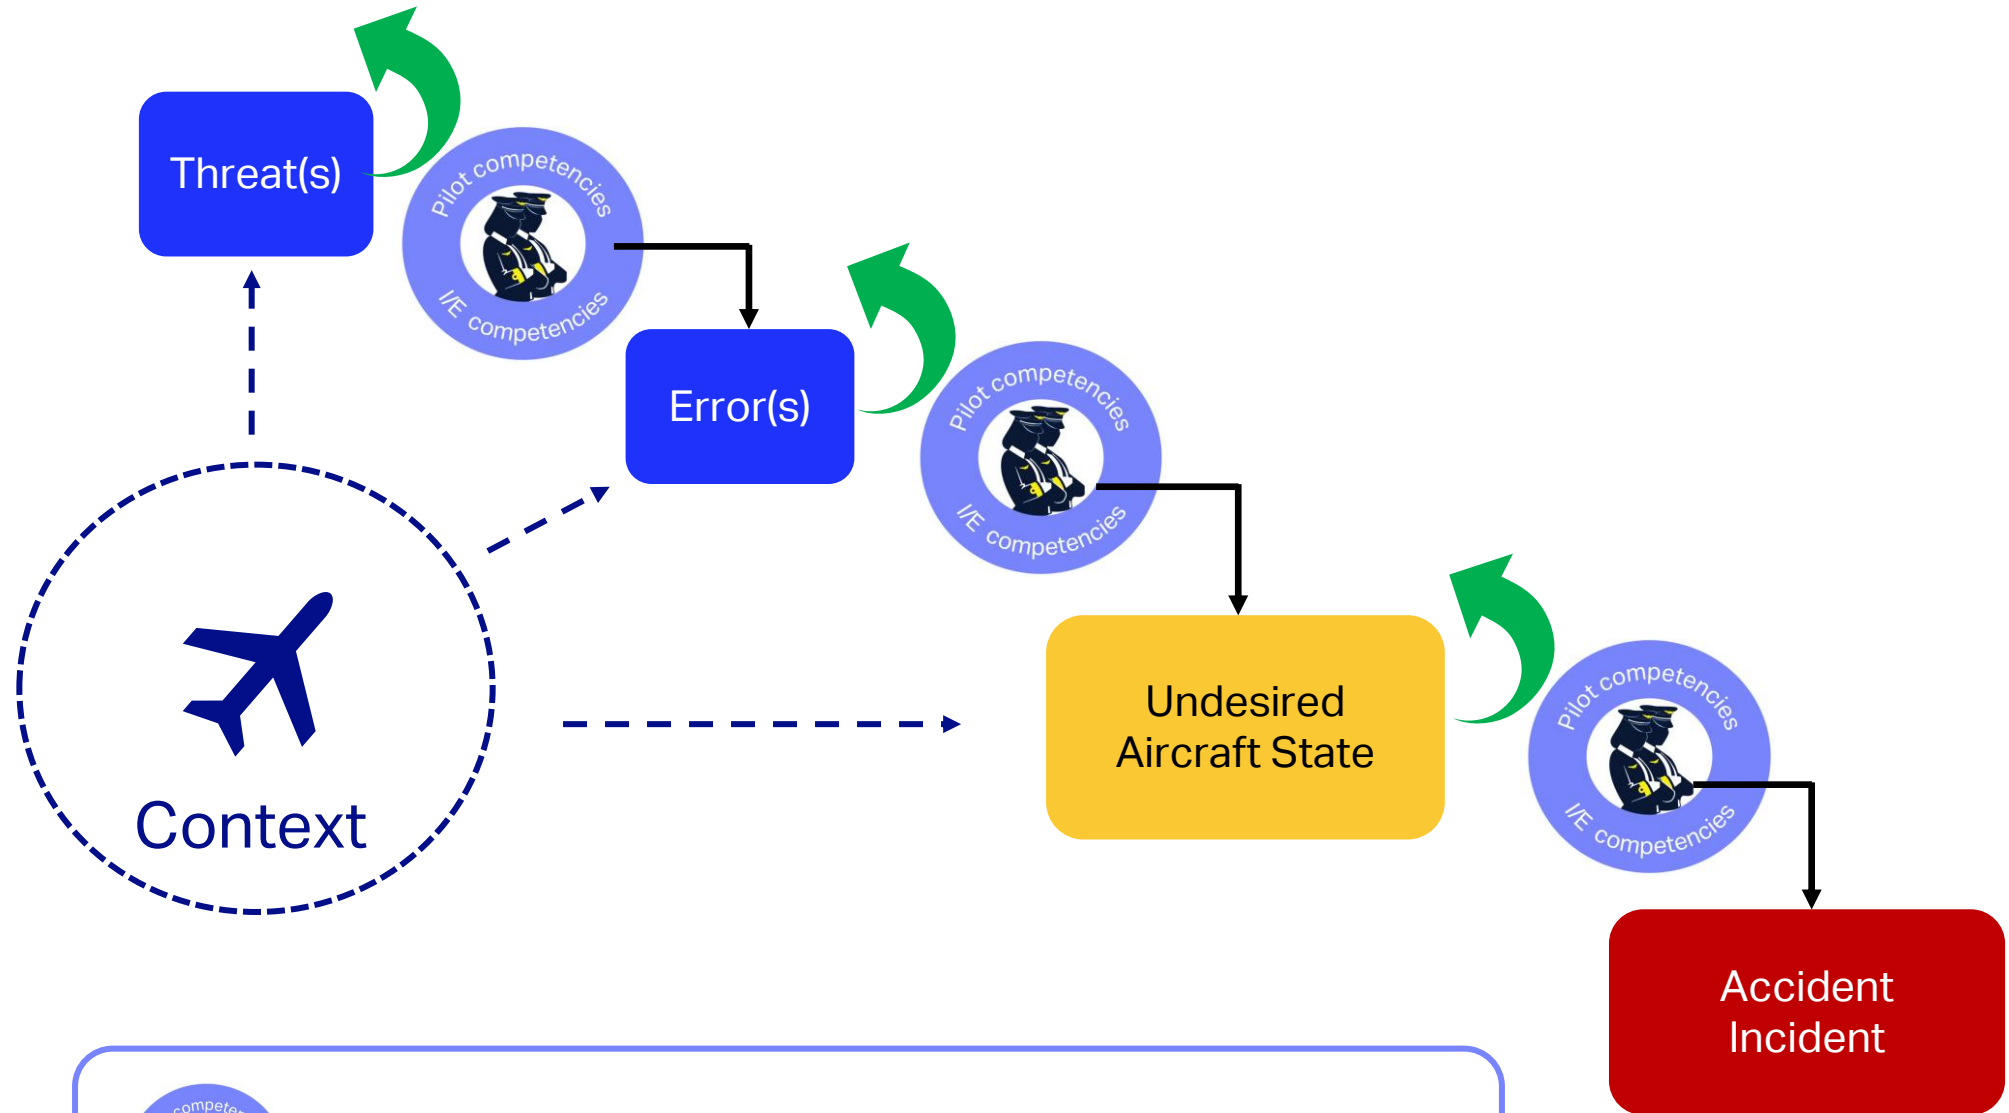 Threat(s)
Pilot competencies
I/E competencies
Error(s)
Pilot competencies
I/E competencies
Undesired
Aircraft State
Pilot competencies
I/E competencies
Context
Accident
Incident